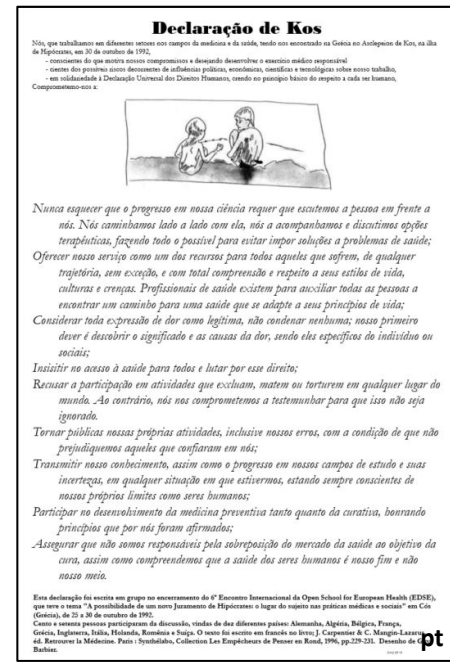 Declaração de Kos
Nós, que trabalhamos em diferentes setores nos campos da medicina e da saúde, tendo nos encontrado na Grécia no Asclepieion de Kos, na ilha
de Hipócrates, em 30 de outubro de 1992,
- conscientes do que motiva nossos compromissos e desejando desenvolver o exercício médico responsável
- cientes dos possíveis riscos decorrentes de influências políticas, econômicas, científicas e tecnológicas sobre nosso trabalho,
- em solidariedade à Declaração Universal dos Direitos Humanos, crendo no princípio básico do respeito a cada ser humano,
Comprometemo-nos a:
Nunca esquecer que o progresso em nossa ciência requer que escutemos a pessoa em frente a
nós. Nós caminhamos lado a lado com ela, nós a acompanhamos e discutimos opções
terapêuticas, fazendo todo o possível para evitar impor soluções a problemas de saúde;
Oferecer nosso serviço como um dos recursos para todos aqueles que sofrem, de qualquer
trajetória, sem exceção, e com total compreensão e respeito a seus estilos de vida,
culturas e crenças. Profissionais de saúde existem para auxiliar todas as pessoas a
encontrar um caminho para uma saúde que se adapte a seus princípios de vida;
Considerar toda expressão de dor como legítima, não condenar nenhuma; nosso primeiro
dever é descobrir o significado e as causas da dor, sendo eles específicos do indivíduo ou
sociais;
Insisitir no acesso à saúde para todos e lutar por esse direito;
Recusar a participação em atividades que excluam, matem ou torturem em qualquer lugar do
mundo. Ao contrário, nós nos comprometemos a testemunhar para que isso não seja
ignorado.
Tornar públicas nossas próprias atividades, inclusive nossos erros, com a condição de que não
prejudiquemos aqueles que confiaram em nós;
Transmitir nosso conhecimento, assim como o progresso em nossos campos de estudo e suas
incertezas, em qualquer situação em que estivermos, estando sempre conscientes de
nossos próprios limites como seres humanos;
Participar no desenvolvimento da medicina preventiva tanto quanto da curativa, honrando
princípios que por nós foram afirmados;
Assegurar que não somos responsáveis pela sobreposição do mercado da saúde ao objetivo da
cura, assim como compreendemos que a saúde dos seres humanos é nosso fim e não
nosso meio.
Esta declaração foi escrita em grupo no encerramento do 6º Encontro Internacional da Open School for European Health (EDSE),
que teve o tema "A possibilidade de um novo Juramento de Hipócrates: o lugar do sujeito nas práticas médicas e sociais" em Cós
(Grécia), de 25 a 30 de outubro de 1992.
Cento e setenta pessoas participaram da discussão, vindas de dez diferentes países: Alemanha, Algéria, Bélgica, França,
Grécia, Inglaterra, Itália, Holanda, Romênia e Suíça. O texto foi escrito em francês no livro; J. Carpentier & C. Mangin-Lazarus
éd. Retrouver la Médecine. Paris : Synthélabo, Collection Les Empêcheurs de Penser en Rond, 1996, pp.229-231. Desenho de
Barbier.
pt